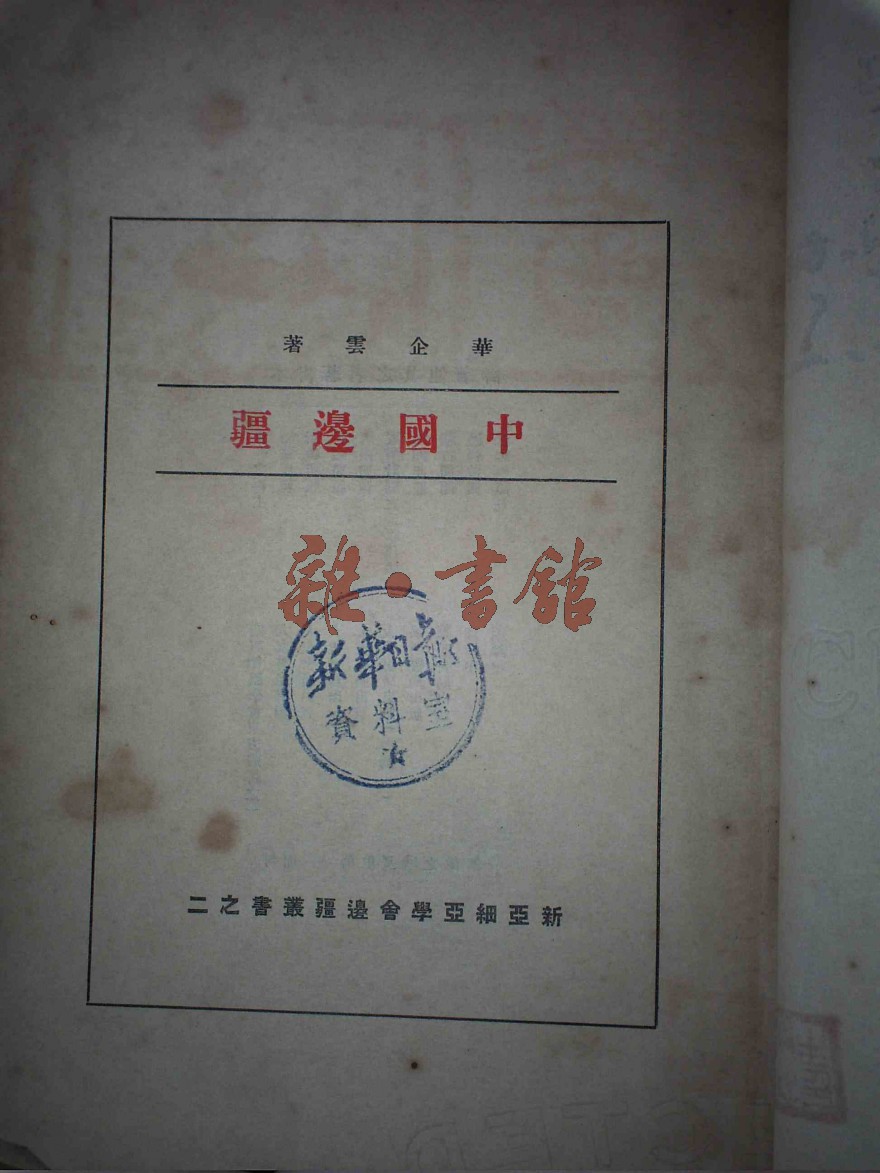 華企雲著
中國邊疆
雜·書館
新華日報
資料室
新亞細亞學會邊疆叢書之二